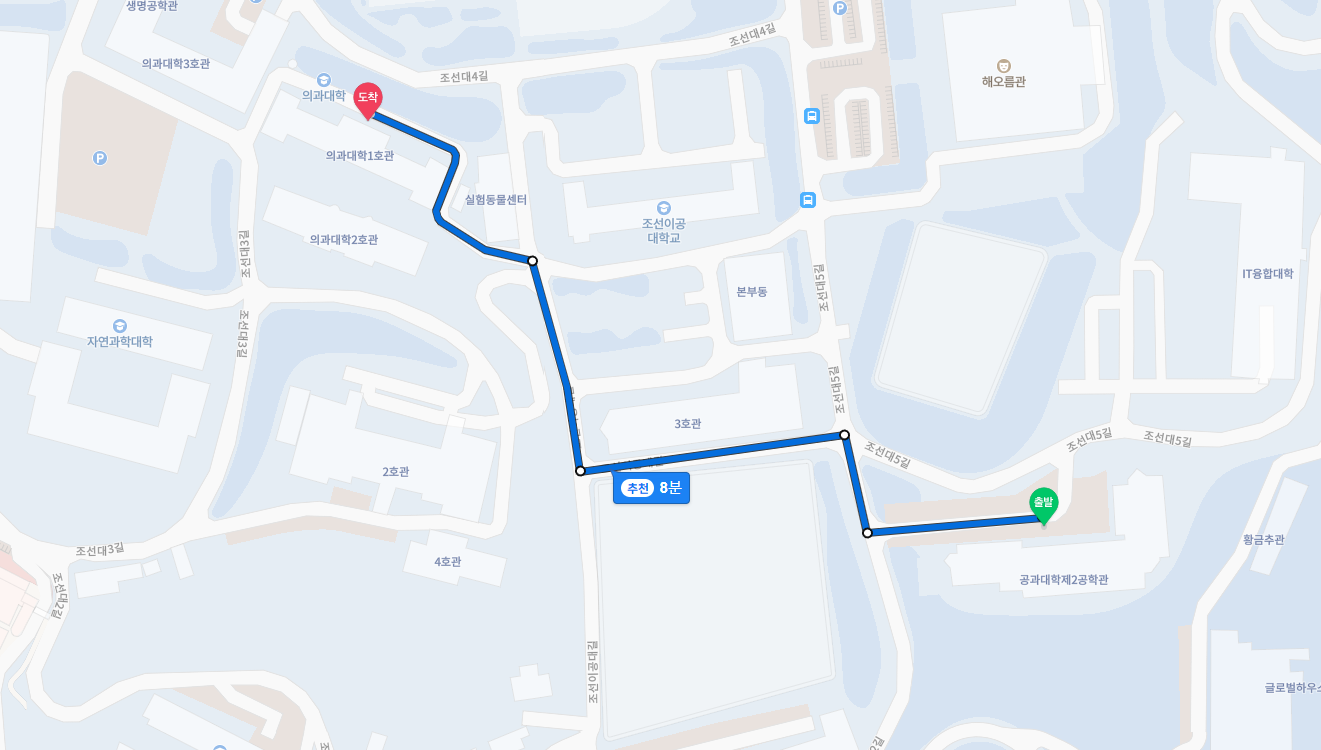 생명공학관
P
P
조선대4길
의과대학3호관
조선대4길
해오름관
의과대학
도착
P
의과대학1호관
실험동물센터
조선이공
대학교
의과대학2호관
조선대3길
조선대5길
IT융합대학
본부동
조선대3길
자연과학대학
조선대5길
3호관
조선대5길
조선대5길
조선대5길
2호관
추천 8분
출발
황금추관
조선대3길
4호관
공과대학제2공학관
조선대2길
조선이공대길
글로벌하우스